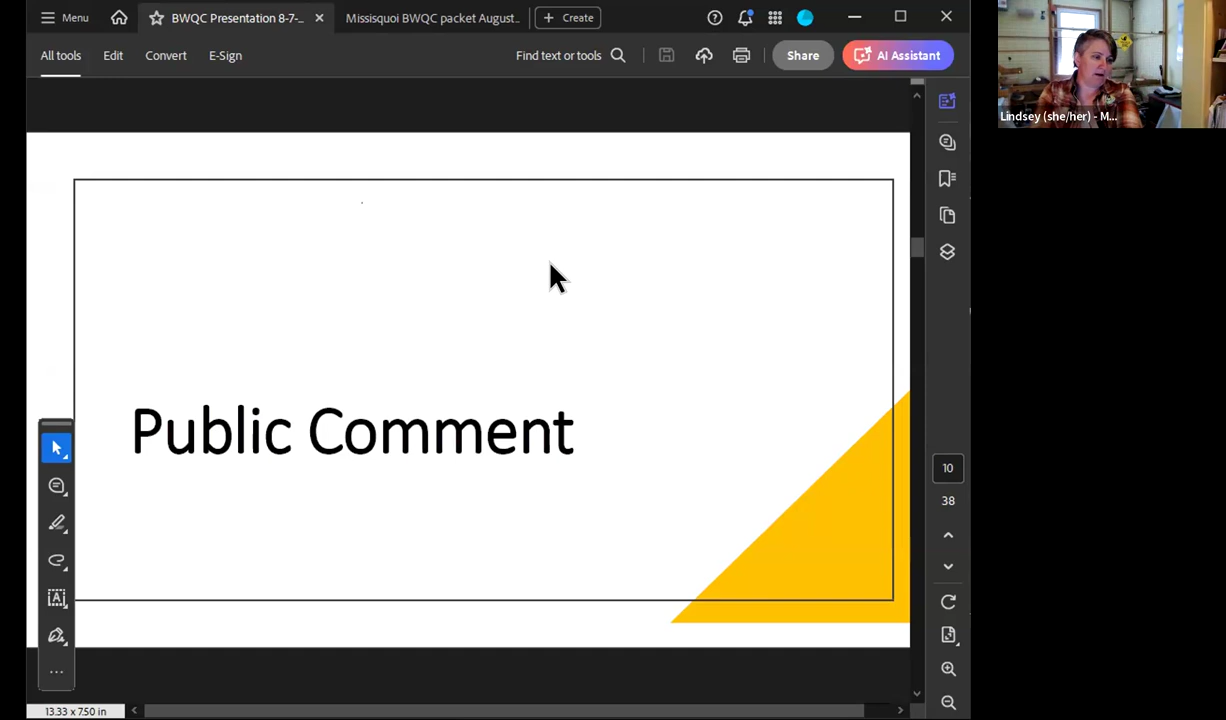 Menu
BWQC Presentation 8-7-...
Missisquoi BWQC packet August...
Create
All tools
Edit
Convert
E-Sign
Find text or tools
Share
AI Assistant
Lindsey (she/her) - M...
Public Comment
10
38
13.33 x 7.50 in